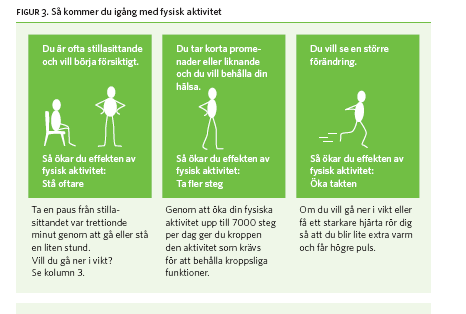 FIGUR 3. Så kommer du igång med fysisk aktivitet
Du är ofta stillasittande
och vill börja försiktigt.
Så ökar du effekten av
fysisk aktivitet:
Stå oftare
Ta en paus från stilla-
sittandet var trettionde
minut genom att gå eller stå
en liten stund.
Vill du gå ner i vikt?
Se kolumn 3.
Du tar korta prome-
nader eller liknande
och du vill behålla din
hälsa.
Så ökar du effekten av
fysisk aktivitet:
Ta fler steg
Genom att öka din fysiska
aktivitet upp till 7000 steg
per dag ger du kroppen
den aktivitet som krävs
för att behålla kroppsliga
funktioner.
Du vill se en större
förändring.
Så ökar du effekten av
fysisk aktivitet:
Öka takten
Om du vill gå ner i vikt eller
få ett starkare hjärta rör dig
så att du blir lite extra varm
och får högre puls.